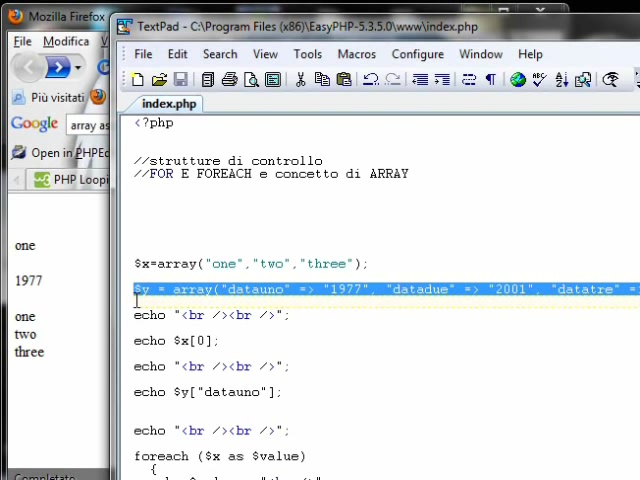 Mozilla Firefox
File Modifica
Più visitati
Google array as
Open in PHPEd
PHP Loopi
one
1977
one
two
three
Completato
TextPad - C:\Program Files (x86)\EasyPHP-5.3.5.0\www\index.php
File Edit Search View Tools Macros Configure Window Help
index.php
<?php
//strutture di controllo
//FOR E FOREACH e concetto di ARRAY
$x=array("one","two","three");
$y = array("datauno" => "1977", "datadue" => "2001", "datatre" =
echo "<br /><br />";
echo $x[0];
echo "<br /><br />";
echo $y["datauno"];
echo "<br /><br />";
foreach ($x as $value)
{